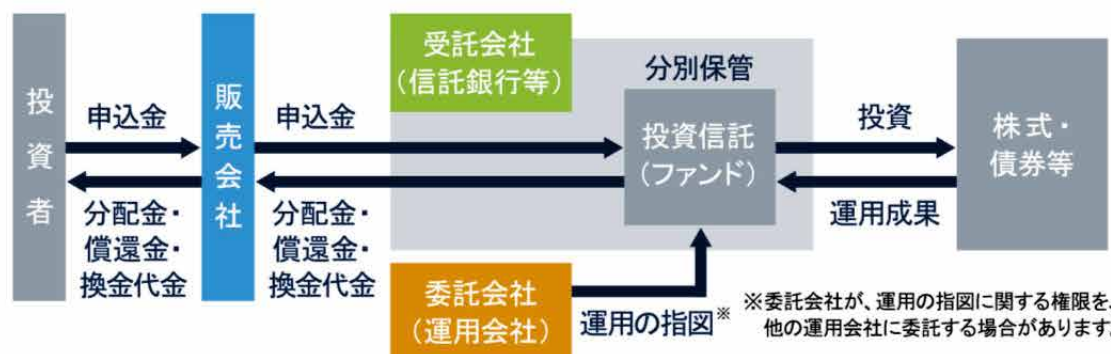 投資者
申込金
分配金・
償還金・
換金代金
販売会社
申込金
分配金・
償還金・
換金代金
受託会社
(信託銀行等)
分別保管
投資信託
(ファンド)
投資
運用成果
株式・
債券等
委託会社
(運用会社)
運用の指図※
※委託会社が、運用の指図に関する権限を、
他の運用会社に委託する場合があります。